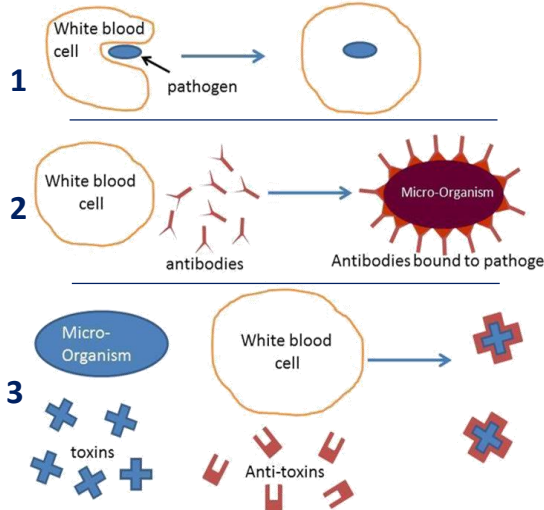 White blood
cell
1
pathogen
White blood
cell
2
Micro-Organism
antibodies
Antibodies bound to pathoge
Micro-
Organism
White blood
cell
3
toxins
Anti-toxins